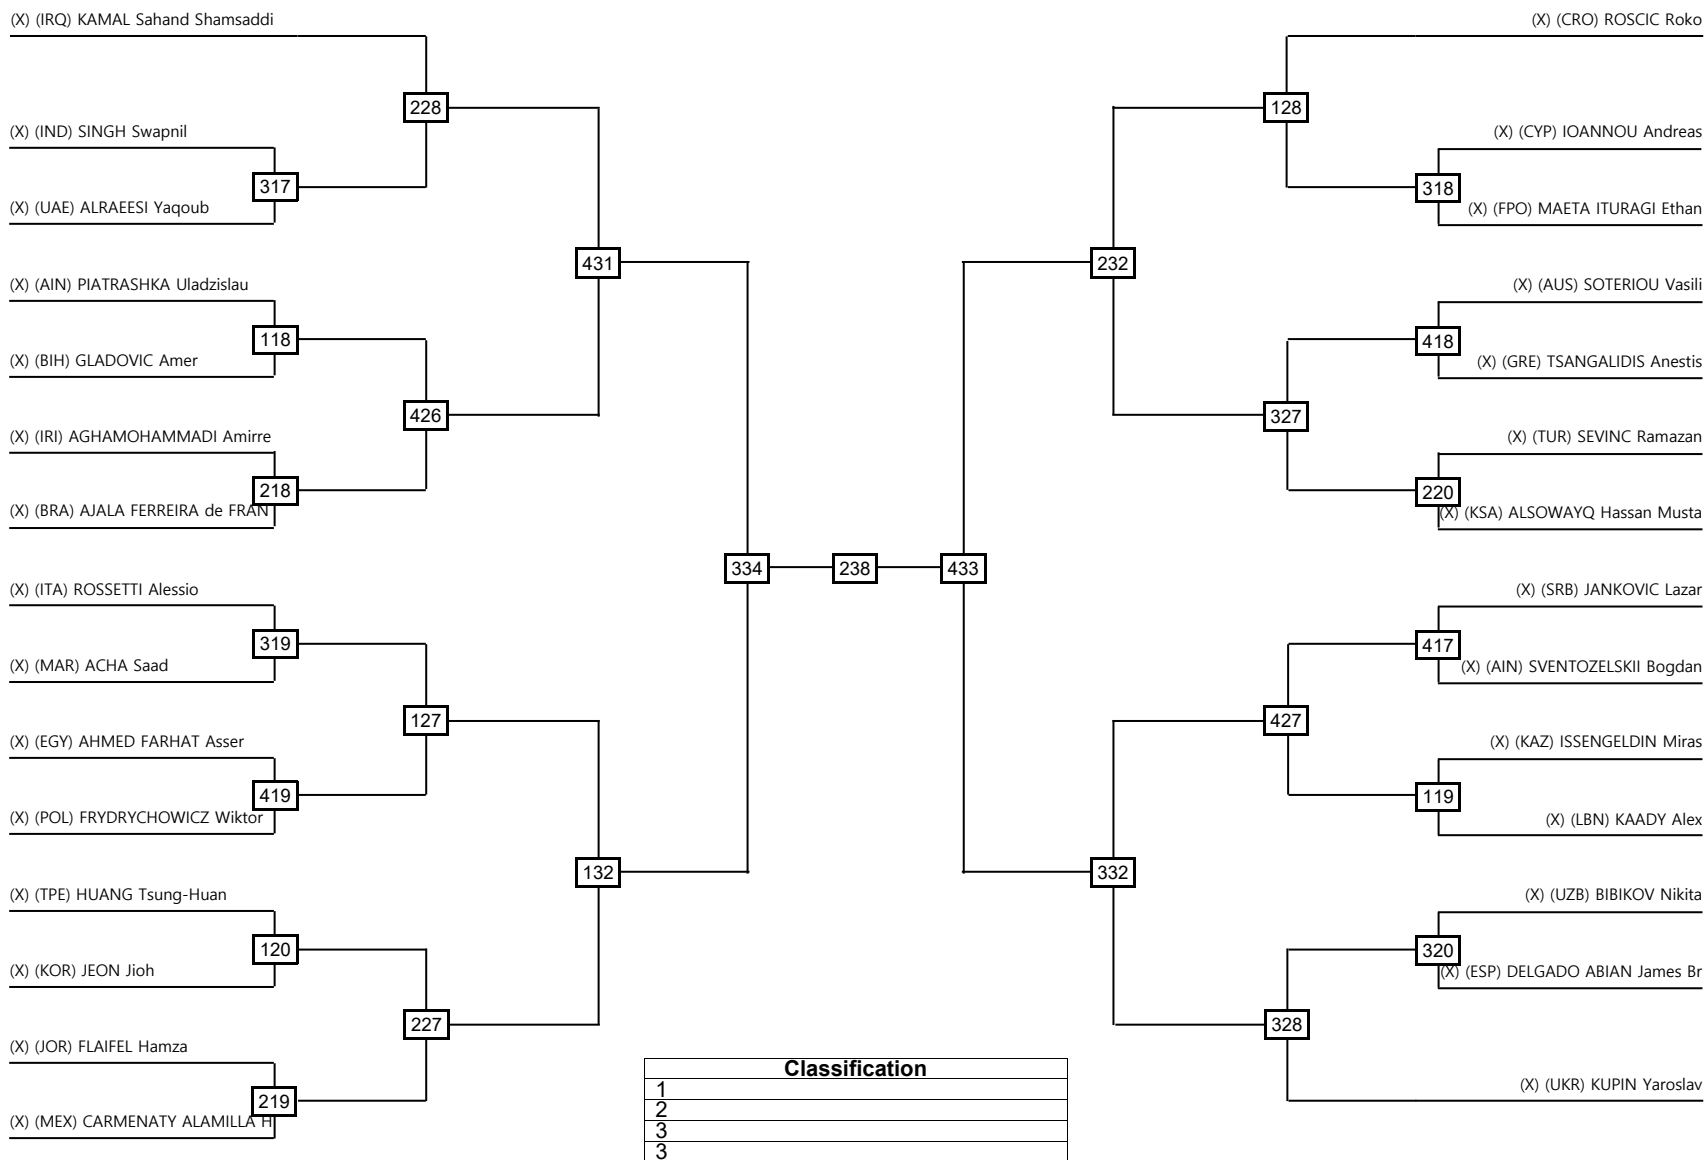 (X) (IRQ) KAMAL Sahand Shamsaddi
228
(X) (IND) SINGH Swapnil
317
(X) (UAE) ALRAEESI Yaqoub
431
(X) (AIN) PIATRASHKA Uladzislau
118
(X) (BIH) GLADOVIC Amer
426
(X) (IRI) AGHAMOHAMMADI Amirre
218
(X) (BRA) AJALA FERREIRA de FRAN
334
238
433
(X) (ITA) ROSSETTI Alessio
319
(X) (MAR) ACHA Saad
127
(X) (EGY) AHMED FARHAT Asser
419
(X) (POL) FRYDRYCHOWICZ Wiktor
132
(X) (TPE) HUANG Tsung-Huan
120
(X) (KOR) JEON Jioh
227
(X) (JOR) FLAIFEL Hamza
219
(X) (MEX) CARMENATY ALAMILLA H
(X) (CRO) ROSCIC Roko
128
(X) (CYP) IOANNOU Andreas
318
(X) (FPO) MAETA ITURAGI Ethan
232
(X) (AUS) SOTERIOU Vasili
418
(X) (GRE) TSANGALIDIS Anestis
327
(X) (TUR) SEVINC Ramazan
220
(X) (KSA) ALSOWAYQ Hassan Musta
(X) (SRB) JANKOVIC Lazar
417
(X) (AIN) SVENTOZELSKII Bogdan
427
(X) (KAZ) ISSENGELDIN Miras
119
(X) (LBN) KAADY Alex
332
(X) (UZB) BIBIKOV Nikita
320
(X) (ESP) DELGADO ABIAN James Br
328
(X) (UKR) KUPIN Yaroslav
Classification
1
2
3
3